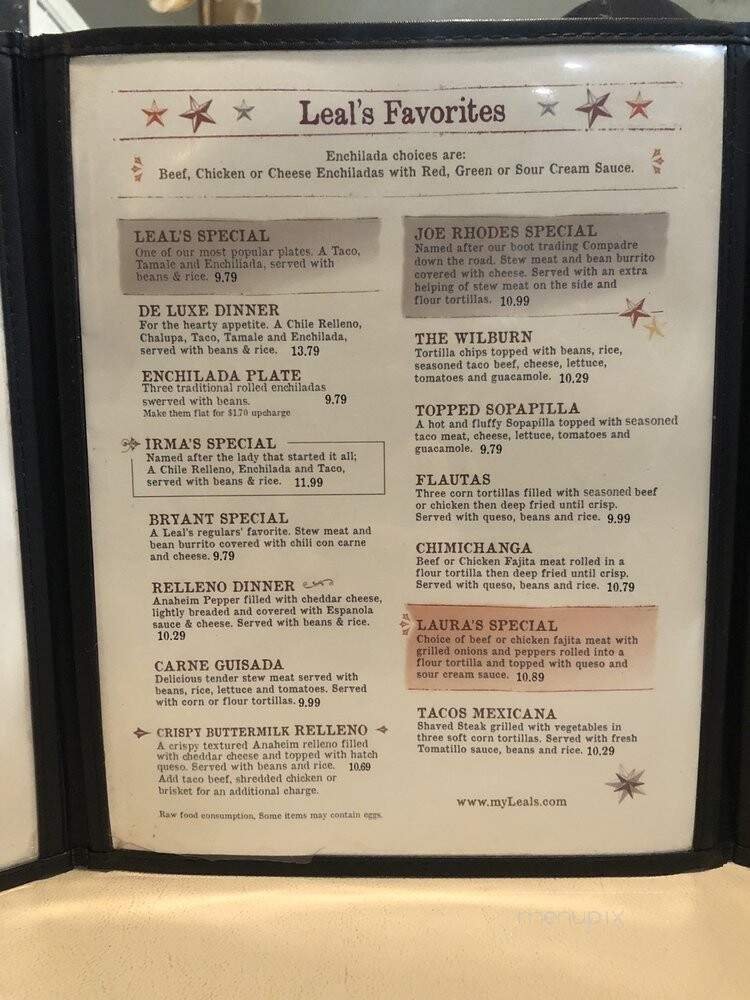 Leal's Favorites
Enchilada choices are:
Beef, Chicken or Cheese Enchiladas with Red, Green or Sour Cream Sauce.
LEAL'S SPECIAL
One of our most popular plates. A Taco,
Tamale and Enchiliada, served with
beans & rice. 9.79
DE LUXE DINNER
For the hearty appetite. A Chile Relleno,
Chalupa, Taco, Tamale and Enchilada,
served with beans & rice. 13.79
ENCHILADA PLATE
Three traditional rolled enchiladas
swerved with beans. 9.79
Make them flat for $1.70 upcharge
IRMA'S SPECIAL
Named after the lady that started it all;
A Chile Relleno, Enchilada and Taco,
served with beans & rice. 11.99
BRYANT SPECIAL
A Leal's regulars' favorite. Stew meat and
bean burrito covered with chili con carne
and cheese. 9.79
RELLENO DINNER
Anaheim Pepper filled with cheddar cheese,
lightly breaded and covered with Espanola
sauce & cheese. Served with beans & rice.
10.29
CARNE GUISADA
Delicious tender stew meat served with
beans, rice, lettuce and tomatoes. Served
with corn or flour tortillas. 9.99
CRISPY BUTTERMILK RELLENO
A crispy textured Anaheim relleno filled
with cheddar cheese and topped with hatch
queso. Served with beans and rice. 10.69
Add taco beef, shredded chicken or
brisket for an additional charge.
Raw food consumption, Some items may contain eggs.
JOE RHODES SPECIAL
Named after our boot trading Compadre
down the road. Stew meat and bean burrito
covered with cheese. Served with an extra
helping of stew meat on the side and
flour tortillas. 10.99
THE WILBURN
Tortilla chips topped with beans, rice,
seasoned taco beef, cheese, lettuce,
tomatoes and guacamole. 10.29
TOPPED SOPAPILLA
A hot and fluffy Sopapilla topped with seasoned
taco meat, cheese, lettuce, tomatoes and
guacamole. 9.79
FLAUTAS
Three corn tortillas filled with seasoned beef
or chicken then deep fried until crisp.
Served with queso, beans and rice. 9.99
CHIMICHANGA
Beef or Chicken Fajita meat rolled in a
flour tortilla then deep fried until crisp.
Served with queso, beans and rice. 10.79
LAURA'S SPECIAL
Choice of beef or chicken fajita meat with
grilled onions and peppers rolled into a
flour tortilla and topped with queso and
sour cream sauce. 10.89
TACOS MEXICANA
Shaved Steak grilled with vegetables in
three soft corn tortillas. Served with fresh
Tomatillo sauce, beans and rice. 10.29
www.myLeals.com
menupix